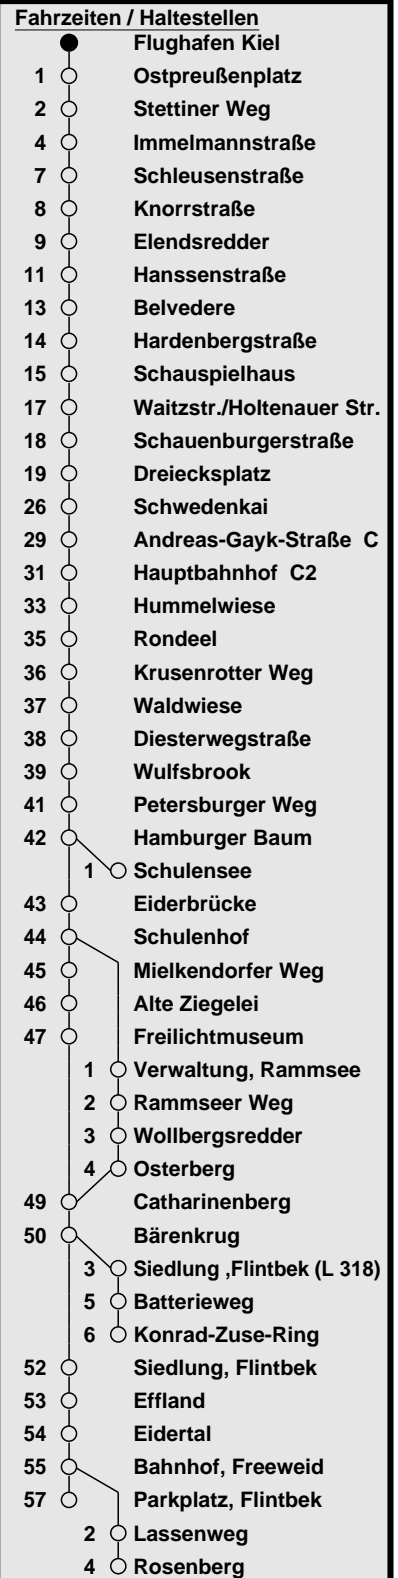 Fahrzeiten / Haltestellen
Flughafen Kiel
1 Ostpreußenplatz
2 Stettiner Weg
4 Immelmannstraße
7 Schleusenstraße
8 Knorrstraße
9 Elendsredder
11 Hanssenstraße
13 Belvedere
14 Hardenbergstraße
15 Schauspielhaus
17 Waitzstr./Holtenauer Str.
18 Schauenburgerstraße
19 Dreiecksplatz
26 Schwedenkai
29 Andreas-Gayk-Straße C
31 Hauptbahnhof C2
33 Hummelwiese
35 Rondeel
36 Krusenrotter Weg
37 Waldwiese
38 Diesterwegstraße
39 Wulfsbrook
41 Petersburger Weg
42 Hamburger Baum
1 Schulensee
43 Eiderbrücke
44 Schulenhof
45 Mielkendorfer Weg
46 Alte Ziegelei
47 Freilichtmuseum
1 Verwaltung, Rammsee
2 Rammseer Weg
3 Wollbergsredder
4 Osterberg
49 Catharinenberg
50 Bärenkrug
3 Siedlung ,Flintbek (L 318)
5 Batterieweg
6 Konrad-Zuse-Ring
52 Siedlung, Flintbek
53 Effland
54 Eidertal
55 Bahnhof, Freeweid
57 Parkplatz, Flintbek
2 Lassenweg
4 Rosenberg